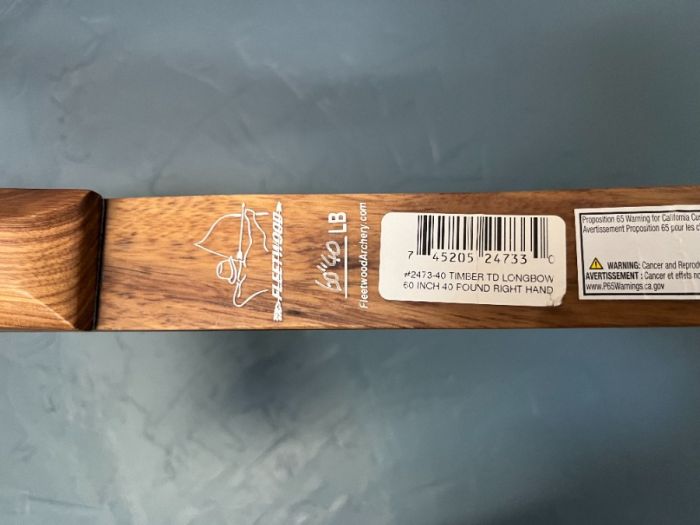 FLEETWOOD
60" 40 LB
FleetwoodArchery.com
7 45205 24733 0
#2473-40 TIMBER TD LONGBOW
60 INCH 40 POUND RIGHT HAND
Proposition 65 Warning for California
Avertissement Proposition 65 pour les
WARNING: Cancer and
AVERTISSEMENT: Cancer et effets
www.P65Warnings.ca.gov